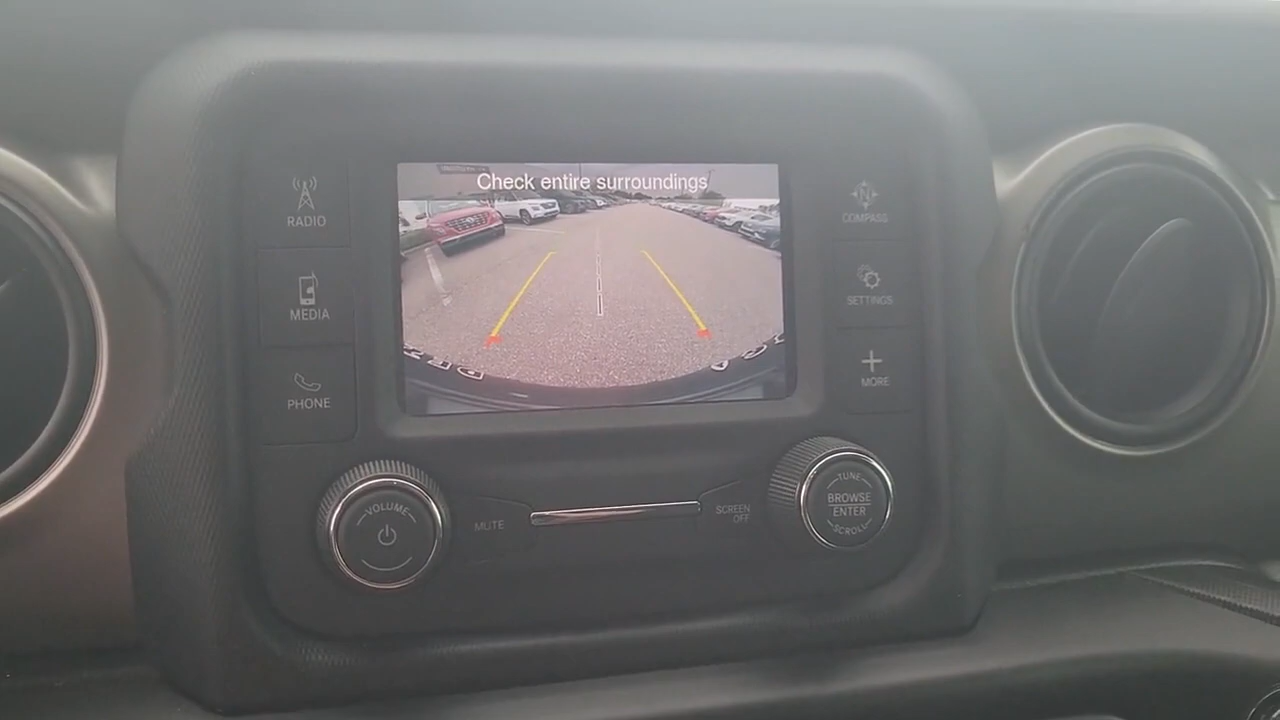 Check entire surroundings
RADIO
MEDIA
PHONE
N
COMPASS
SETTINGS
MORE
VOLUME
MUTE
SCREEN
OFF
TUNE
BROWSE
ENTER
SCROLL